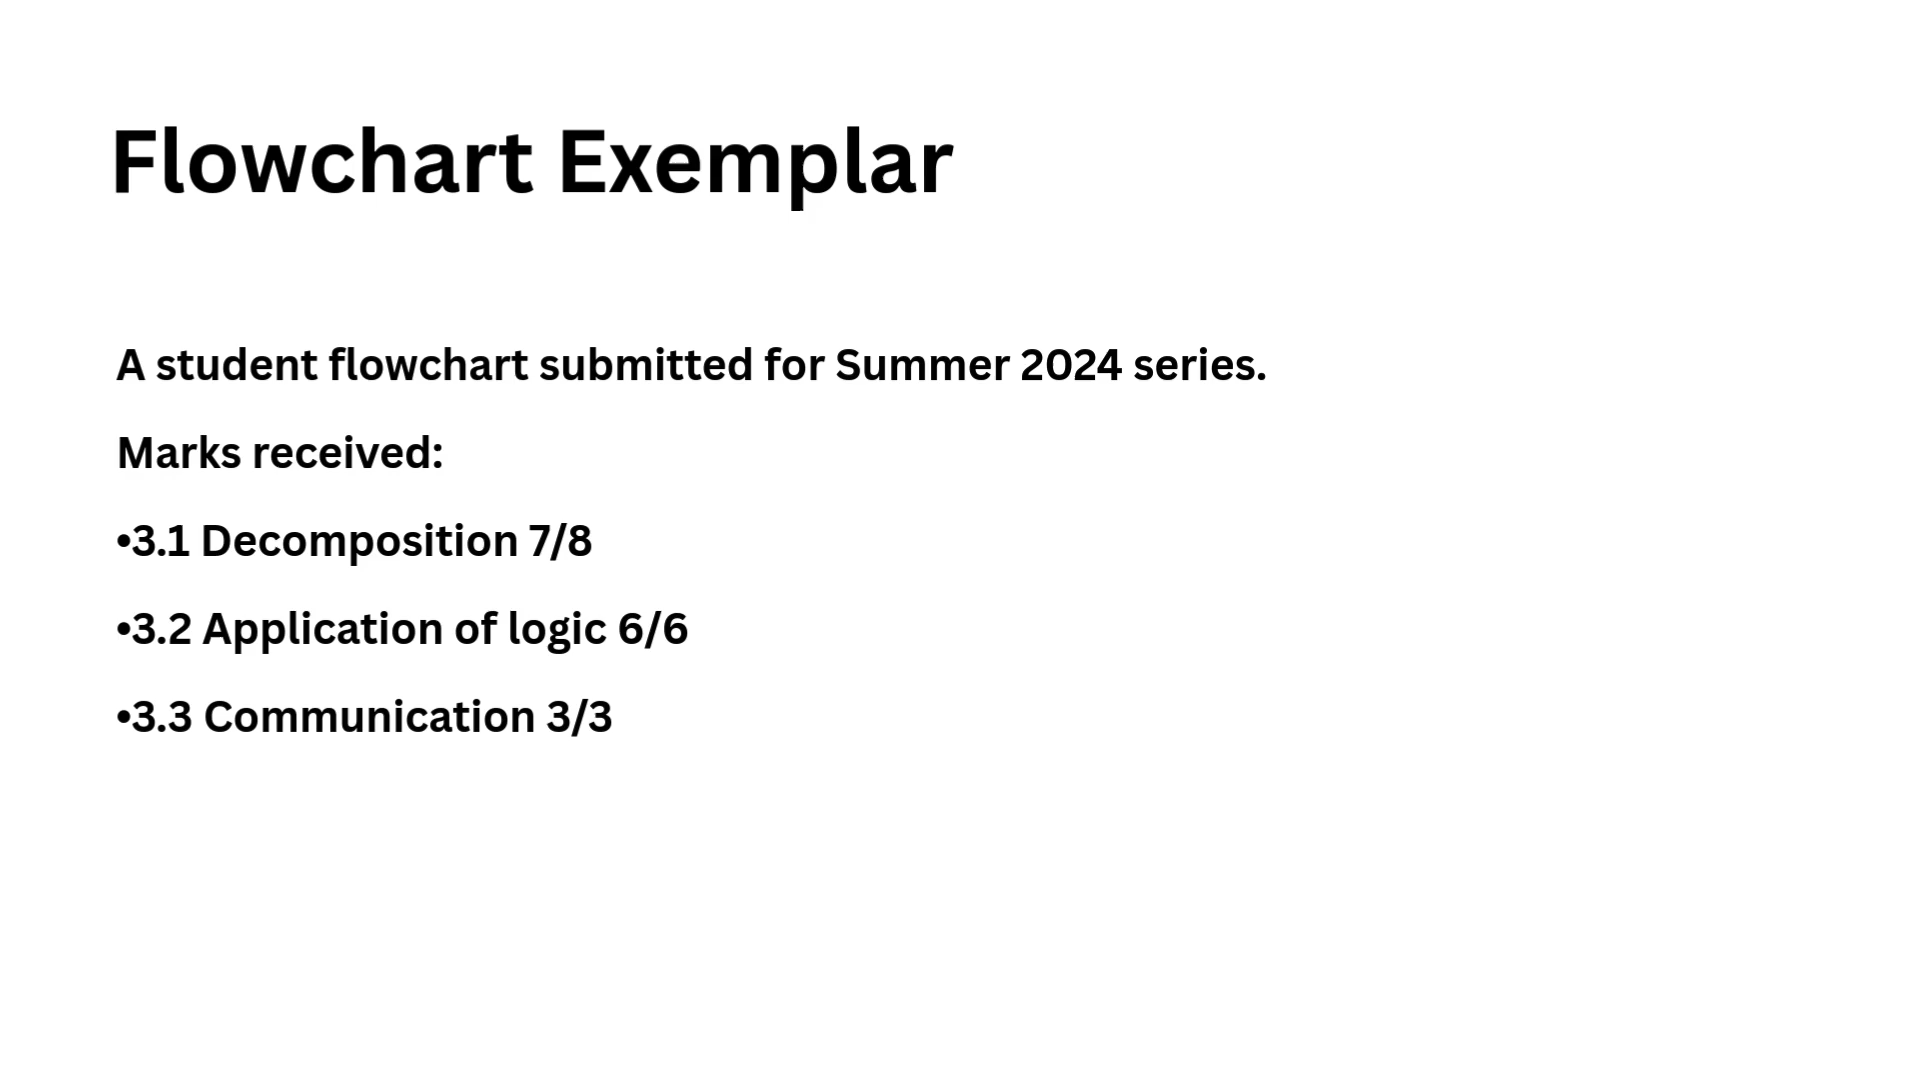 Flowchart Exemplar
A student flowchart submitted for Summer 2024 series.
Marks received:
•3.1 Decomposition 7/8
•3.2 Application of logic 6/6
•3.3 Communication 3/3